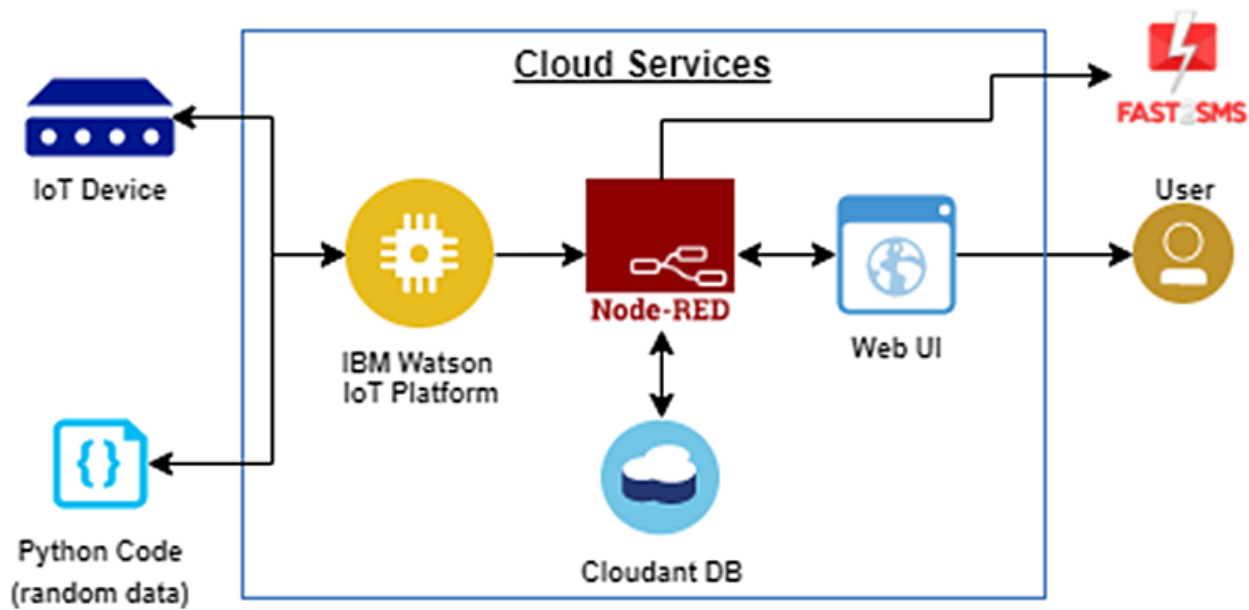 Cloud Services
FAST2SMS
IoT Device
User
Node-RED
Web UI
IBM Watson
IoT Platform
Python Code
(random data)
Cloudant DB